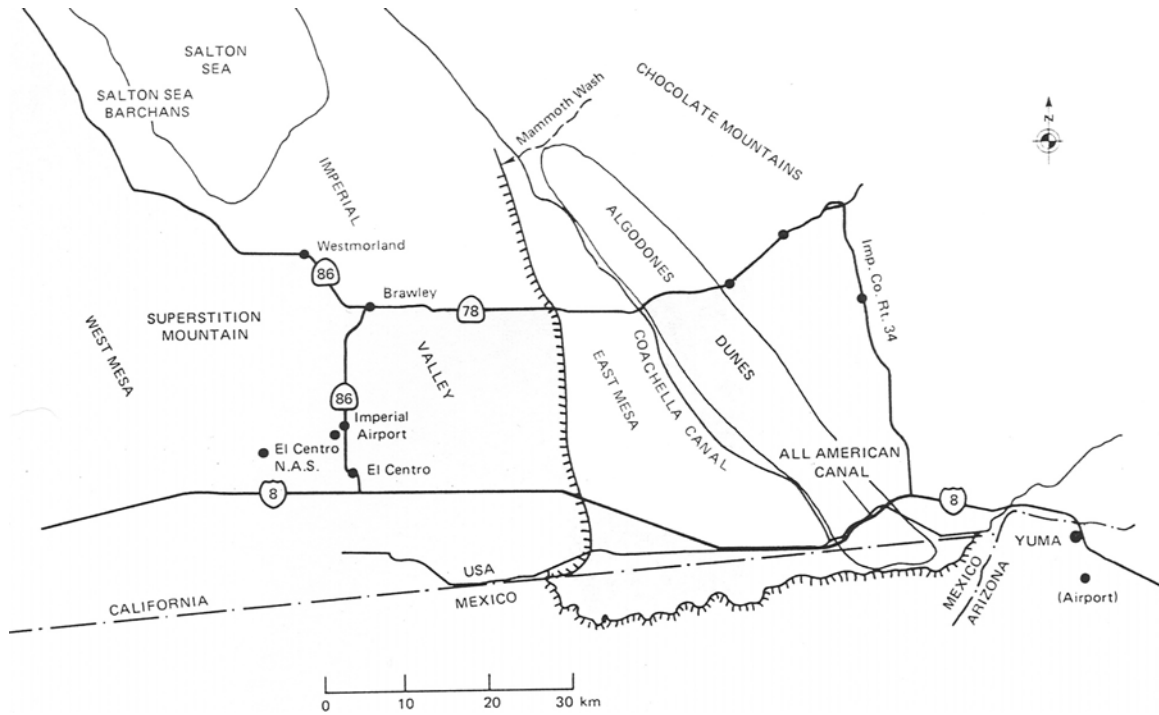 SALTON
SEA
SALTON SEA
BARCHANS
Mammoth Wash
CHOCOLATE MOUNTAINS
N
IMPERIAL
ALGODONES
Westmorland
86
Brawley
78
Imp. Co. Rt. 34
SUPERSTITION
MOUNTAIN
WEST MESA
VALLEY
EAST MESA
COACHELLA CANAL
DUNES
86
Imperial
Airport
El Centro
N.A.S.
El Centro
ALL AMERICAN
CANAL
8
8
YUMA
USA
MEXICO
CALIFORNIA
MEXICO
ARIZONA
(Airport)
0 10 20 30 km